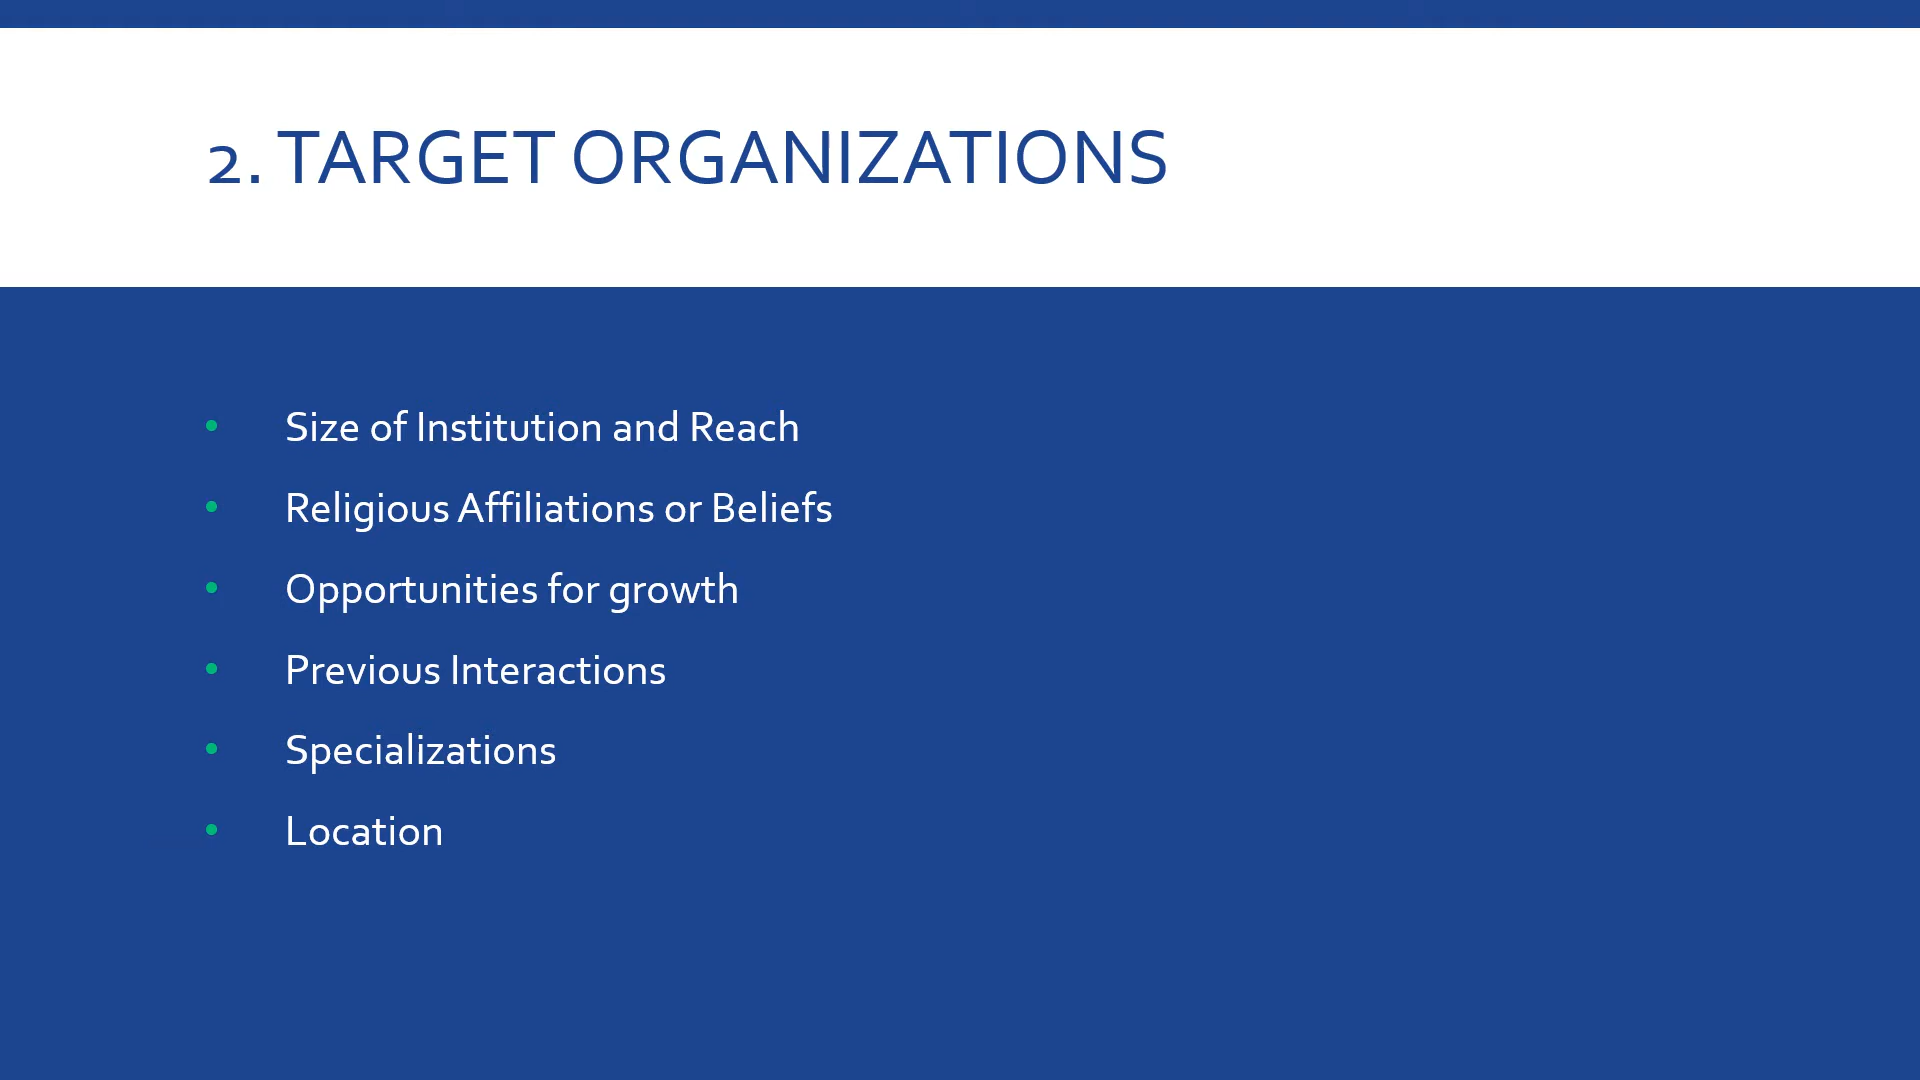 2. TARGET ORGANIZATIONS
• Size of Institution and Reach
• Religious Affiliations or Beliefs
• Opportunities for growth
• Previous Interactions
• Specializations
• Location